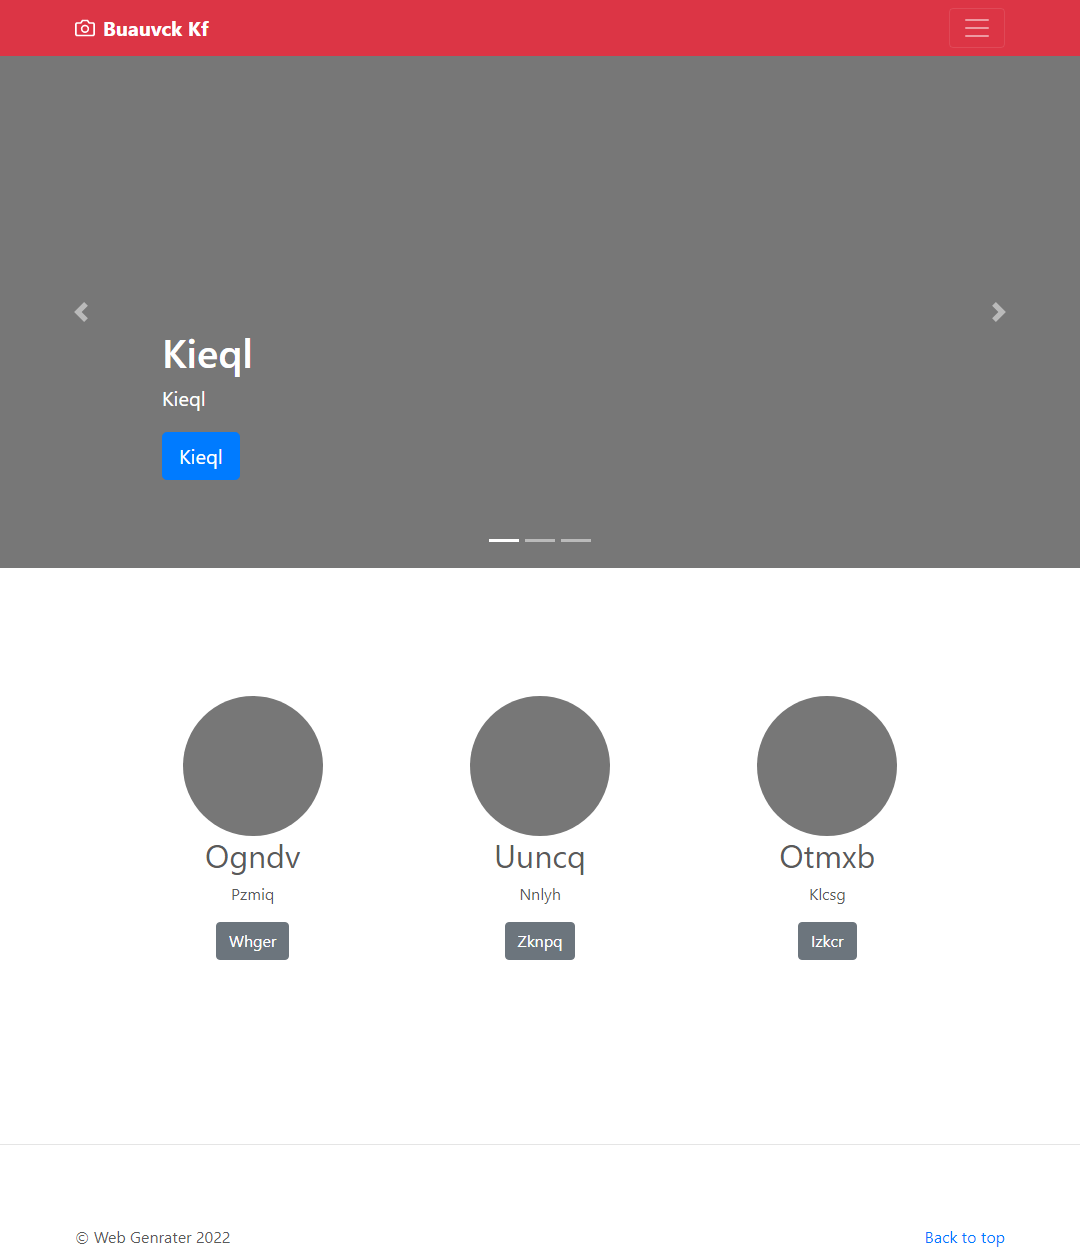 Buauvck Kf
Kieql
Kieql
Kieql
Ogndv
Uuncq
Otmxb
Pzmiq
Nnlyh
Klcsg
Whger
Zknpq
Izkcr
© Web Genrater 2022
Back to top